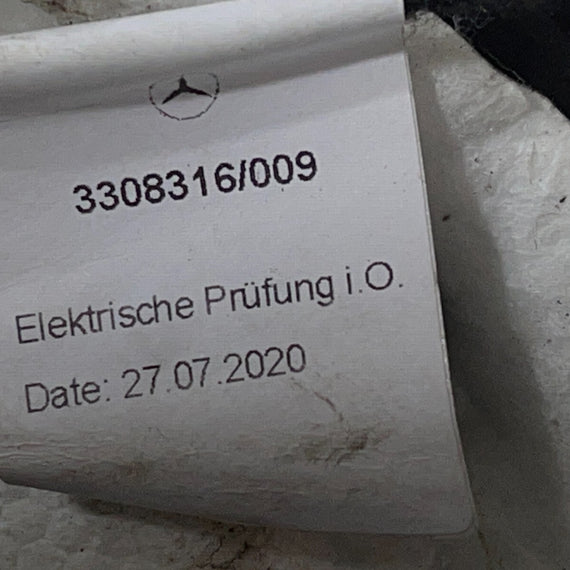 3308316/009
Elektrische Prüfung i.O.
Date: 27.07.2020